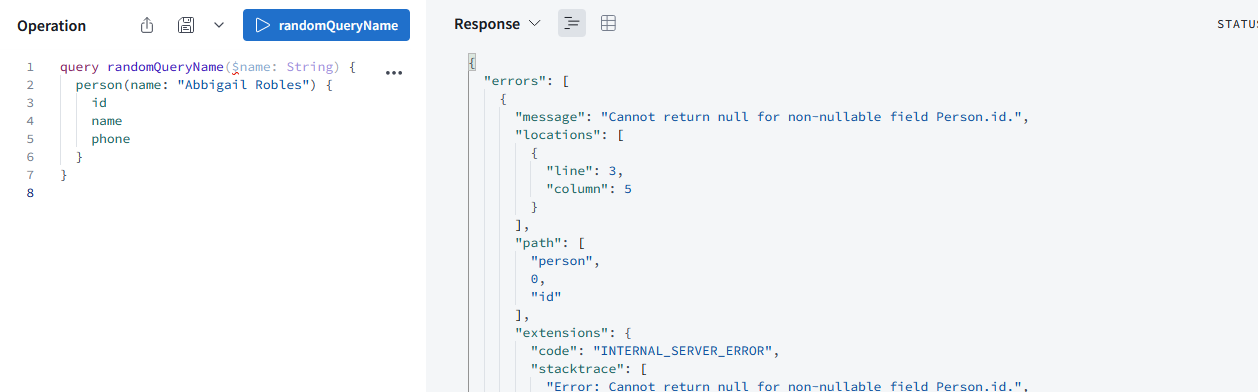 Operation
randomQueryName
1 query randomQueryName($name: String) {
2 person(name: "Abbigail Robles") {
3 id
4 name
5 phone
6 }
7 }
8
Response
STATUS
{
"errors": [
{
"message": "Cannot return null for non-nullable field Person.id.",
"locations": [
{
"line": 3,
"column": 5
}
],
"path": [
"person",
0,
"id"
],
"extensions": {
"code": "INTERNAL_SERVER_ERROR",
"stacktrace": [
"Error: Cannot return null for non-nullable field Person.id.",